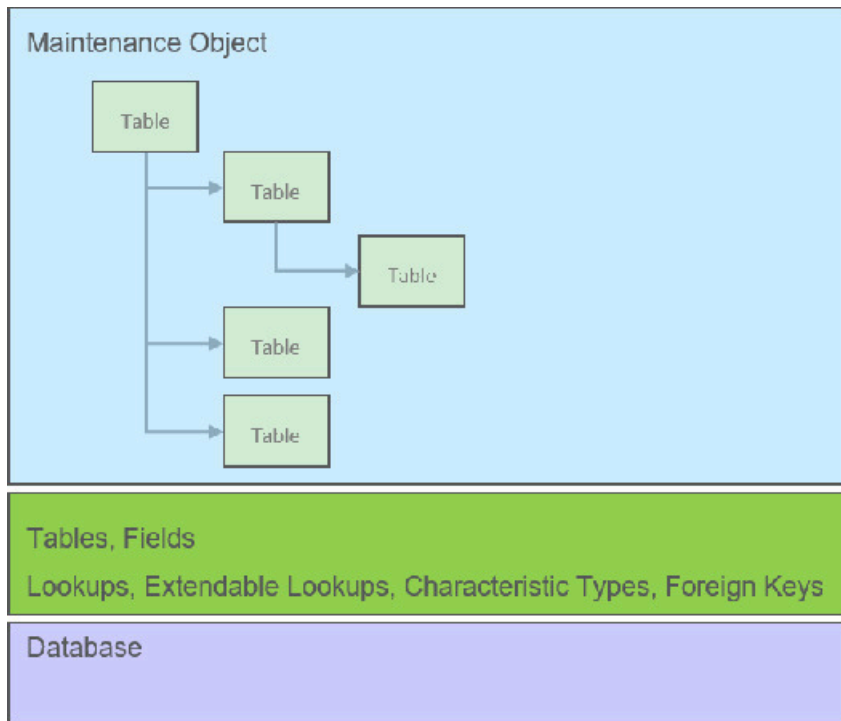 Maintenance Object
Table
Table
Table
Table
Table
Tables, Fields
Lookups, Extendable Lookups, Characteristic Types, Foreign Keys
Database